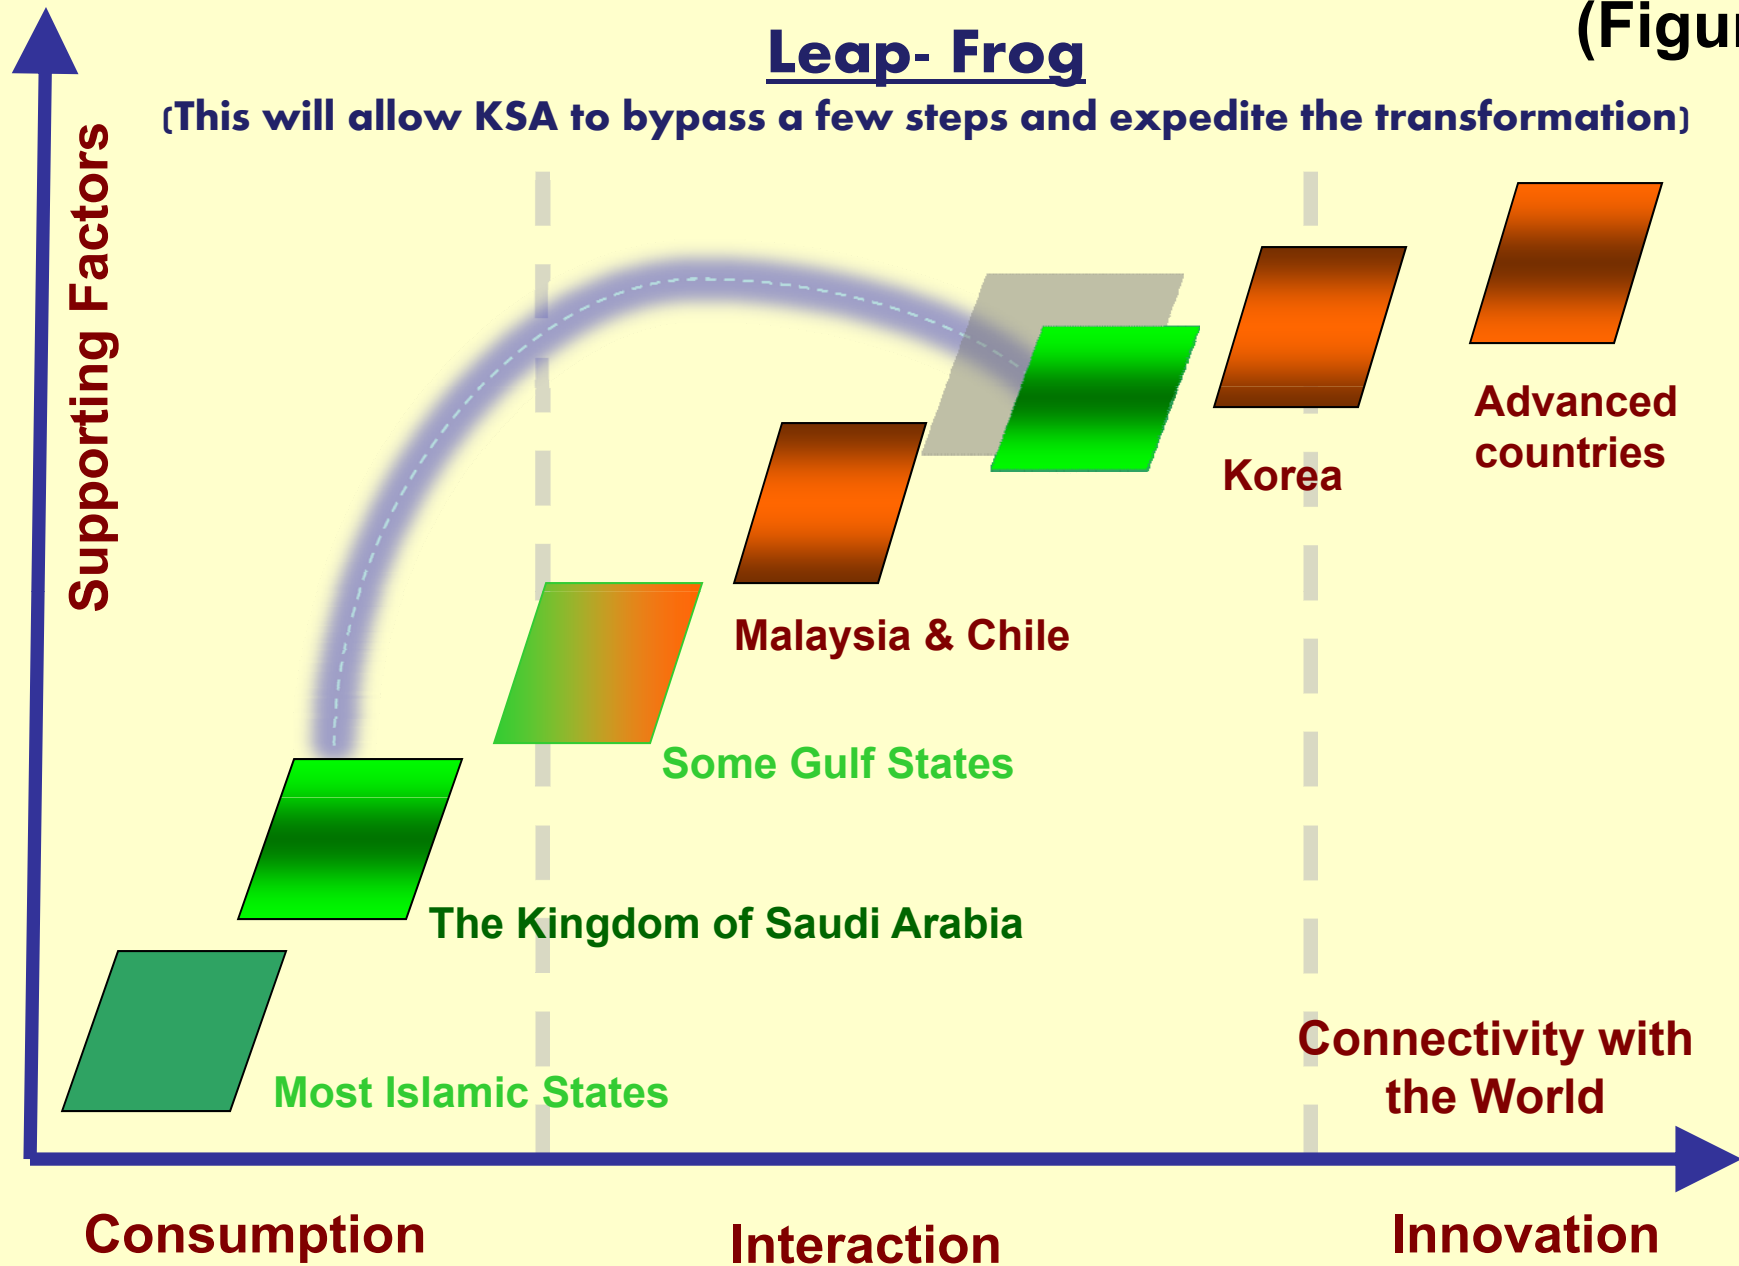 (Figur
Leap- Frog
(This will allow KSA to bypass a few steps and expedite the transformation)
Supporting Factors
Advanced
countries
Korea
Malaysia & Chile
Some Gulf States
The Kingdom of Saudi Arabia
Most Islamic States
Connectivity with
the World
Consumption
Interaction
Innovation